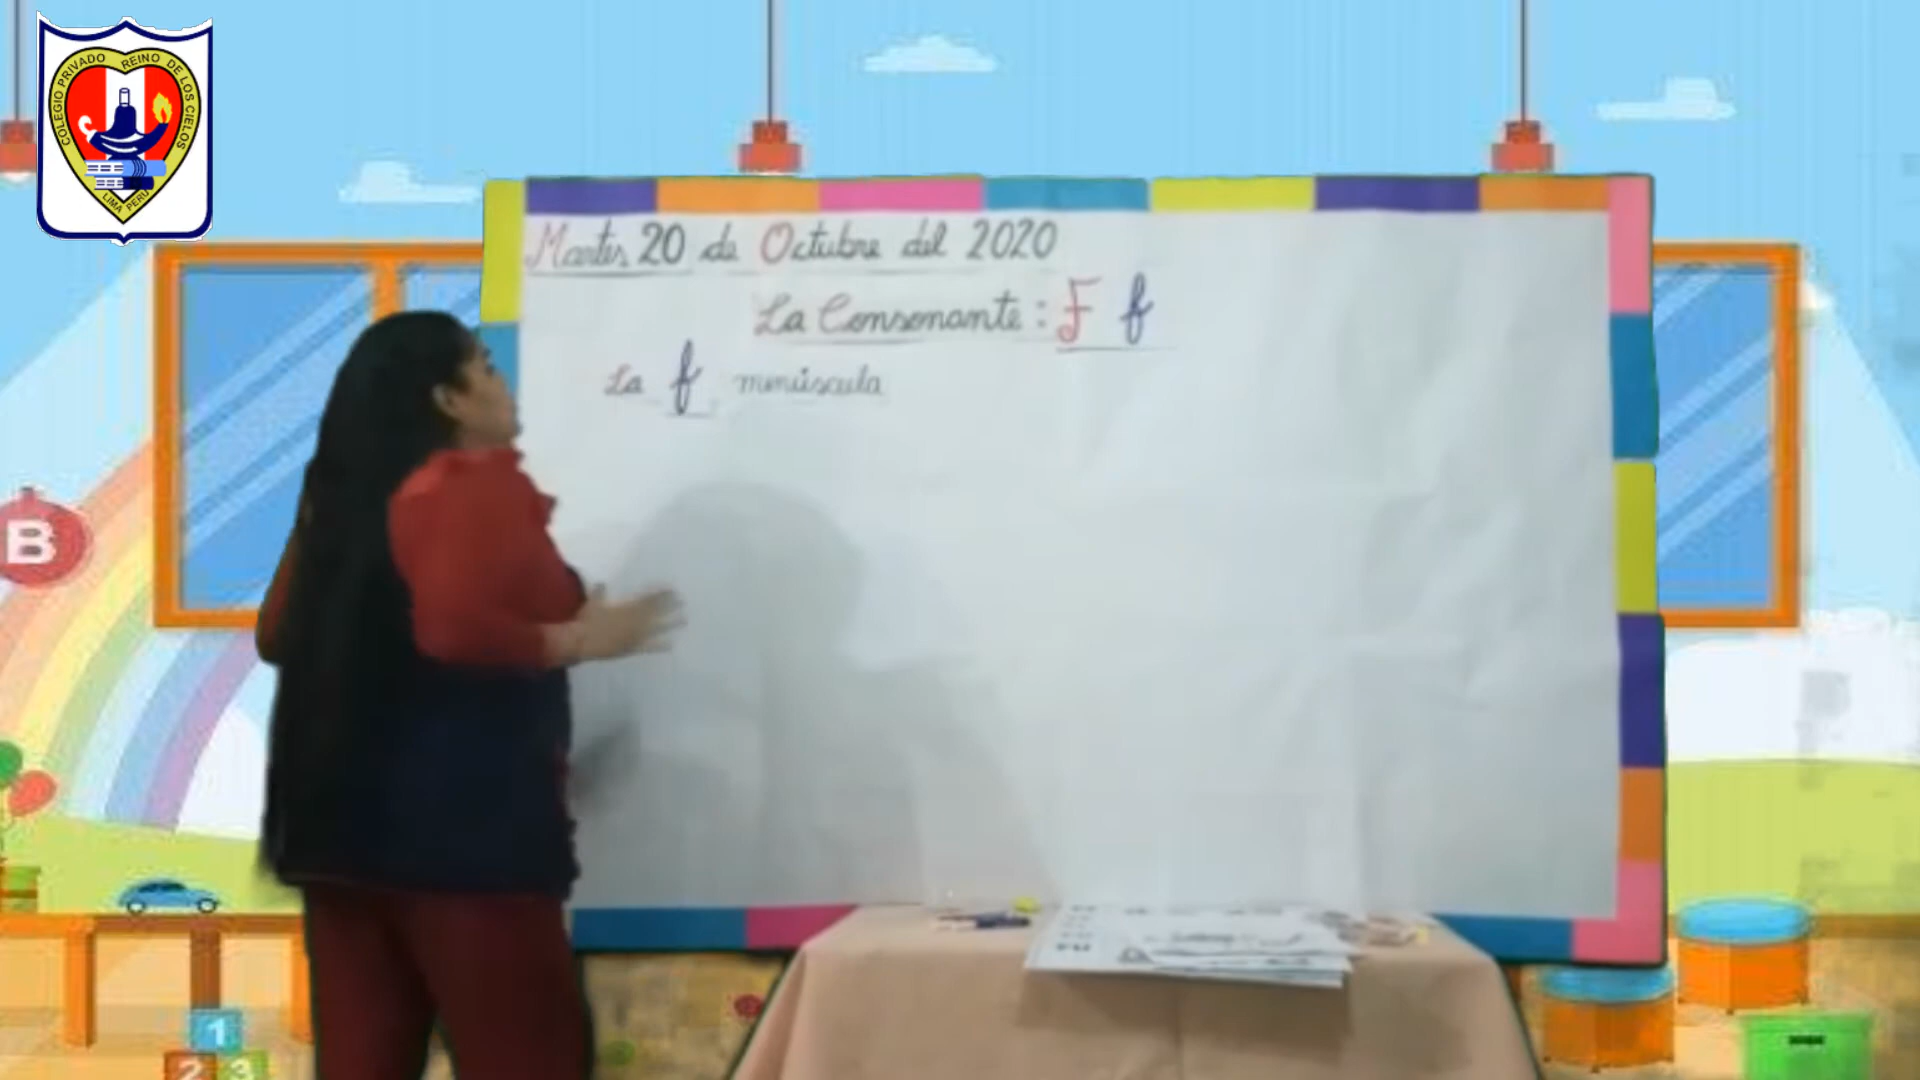 COLEGIO PRIVADO REINO DE LOS CIELOS
LIMA PERÚ
Martes 20 de Octubre del 2020
La Consonante: F f
La f minúscula
B
1
2 3